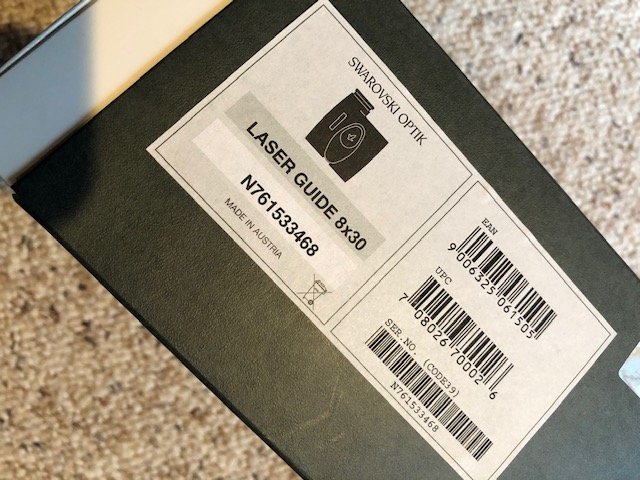 SWAROVSKI OPTIK
LASER GUIDE 8x30
N761533468
MADE IN AUSTRIA
EAN
9 006325 061505
UPC
7 08026 70002 6
SER.NO. (CODE39)
N761533468